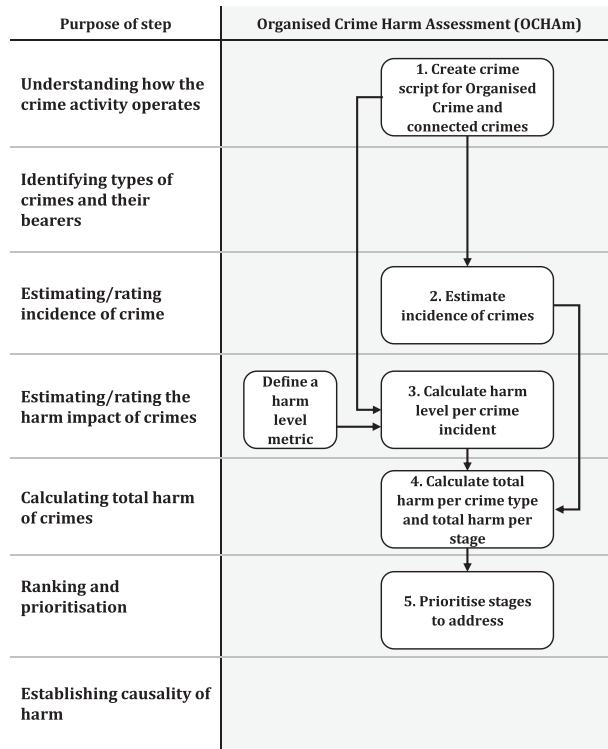 Purpose of step
Organised Crime Harm Assessment (OCHAm)
Understanding how the
crime activity operates
1. Create crime
script for Organised
Crime and
connected crimes
Identifying types of
crimes and their
bearers
Estimating/rating
incidence of crime
2. Estimate
incidence of crimes
Estimating/rating the
harm impact of crimes
Define a
harm
level
metric
3. Calculate harm
level per crime
incident
Calculating total harm
of crimes
4. Calculate total
harm per crime type
and total harm per
stage
Ranking and
prioritisation
5. Prioritise stages
to address
Establishing causality of
harm